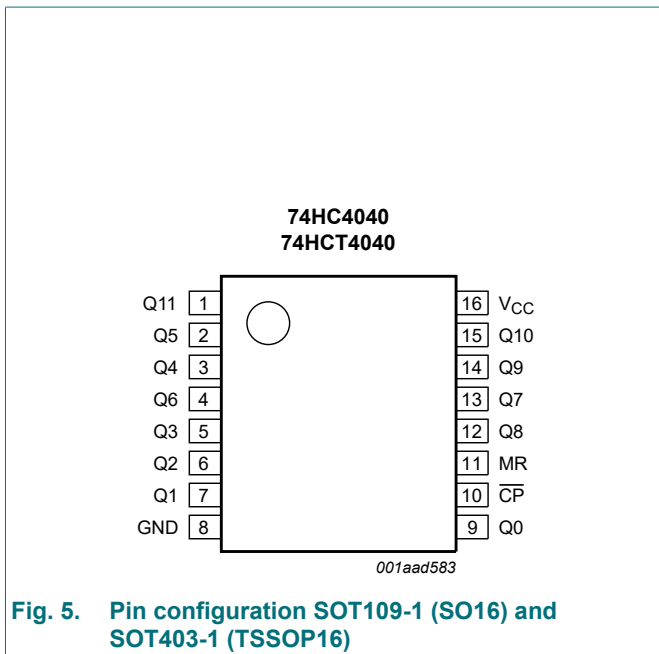 74HC4040
74HCT4040
Q11 1 16 VCC
Q5 2 15 Q10
Q4 3 14 Q9
Q6 4 13 Q7
Q3 5 12 Q8
Q2 6 11 MR
Q1 7 10 C̅P̅
GND 8 9 Q0
001aad583
Fig. 5. Pin configuration SOT109-1 (SO16) and
SOT403-1 (TSSOP16)